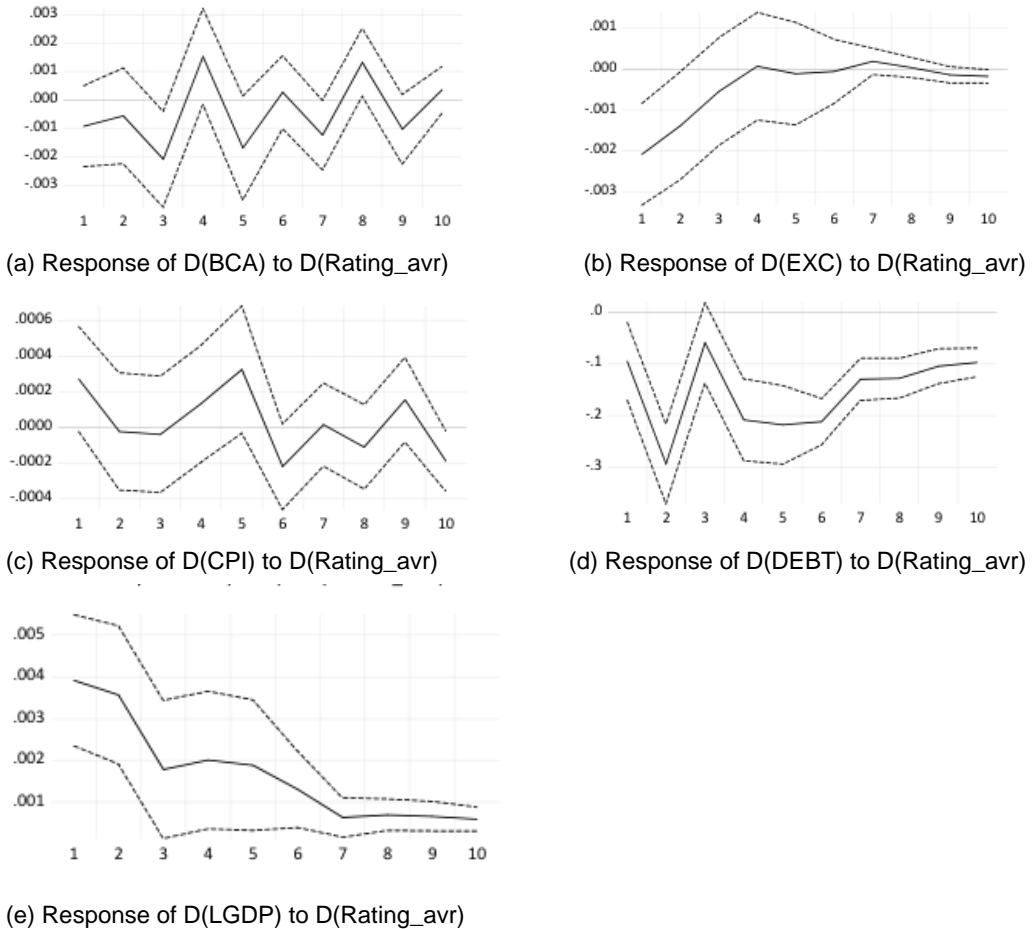 .003
.002
.001
.000
-.001
-.002
-.003
1 2 3 4 5 6 7 8 9 10
(a) Response of D(BCA) to D(Rating_avr)
.001
.000
-.001
-.002
-.003
1 2 3 4 5 6 7 8 9 10
(b) Response of D(EXC) to D(Rating_avr)
.0006
.0004
.0002
.0000
-.0002
-.0004
1 2 3 4 5 6 7 8 9 10
(c) Response of D(CPI) to D(Rating_avr)
.0
-.1
-.2
-.3
1 2 3 4 5 6 7 8 9 10
(d) Response of D(DEBT) to D(Rating_avr)
.005
.004
.003
.002
.001
1 2 3 4 5 6 7 8 9 10
(e) Response of D(LGDP) to D(Rating_avr)